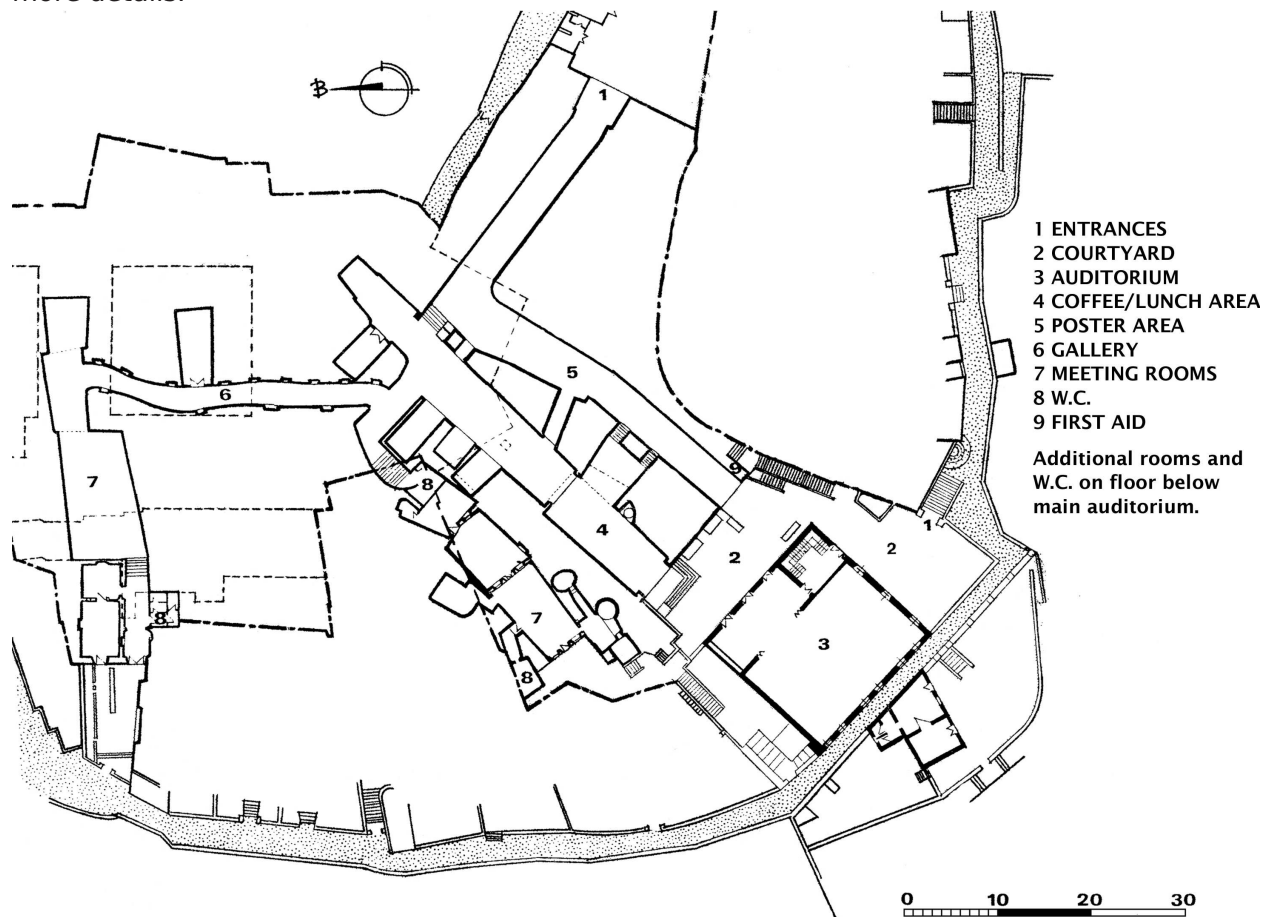 more details.
B
1
1 ENTRANCES
2 COURTYARD
3 AUDITORIUM
4 COFFEE/LUNCH AREA
5 POSTER AREA
6 GALLERY
7 MEETING ROOMS
8 W.C.
9 FIRST AID
Additional rooms and
W.C. on floor below
main auditorium.
5
6
9
8
7
4
1
2
2
7
8
3
8
0 10 20 30